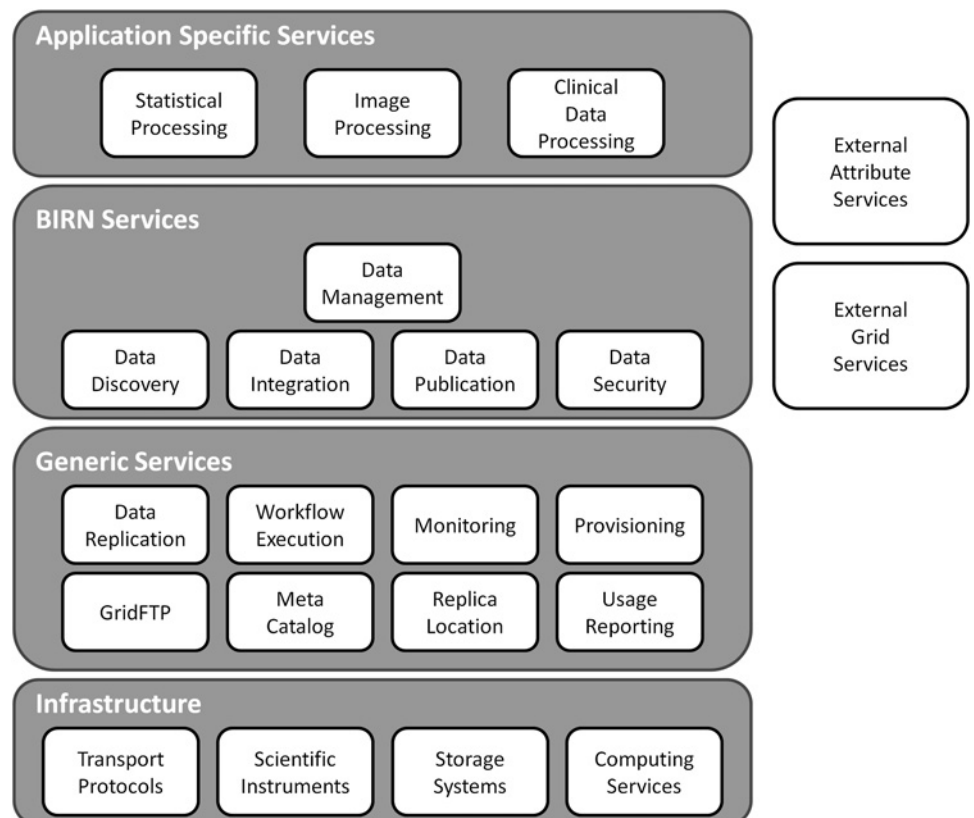 Application Specific Services
Statistical
Processing
Image
Processing
Clinical
Data
Processing
BIRN Services
Data
Management
Data
Discovery
Data
Integration
Data
Publication
Data
Security
Generic Services
Data
Replication
Workflow
Execution
Monitoring
Provisioning
GridFTP
Meta
Catalog
Replica
Location
Usage
Reporting
Infrastructure
Transport
Protocols
Scientific
Instruments
Storage
Systems
Computing
Services
External
Attribute
Services
External
Grid
Services